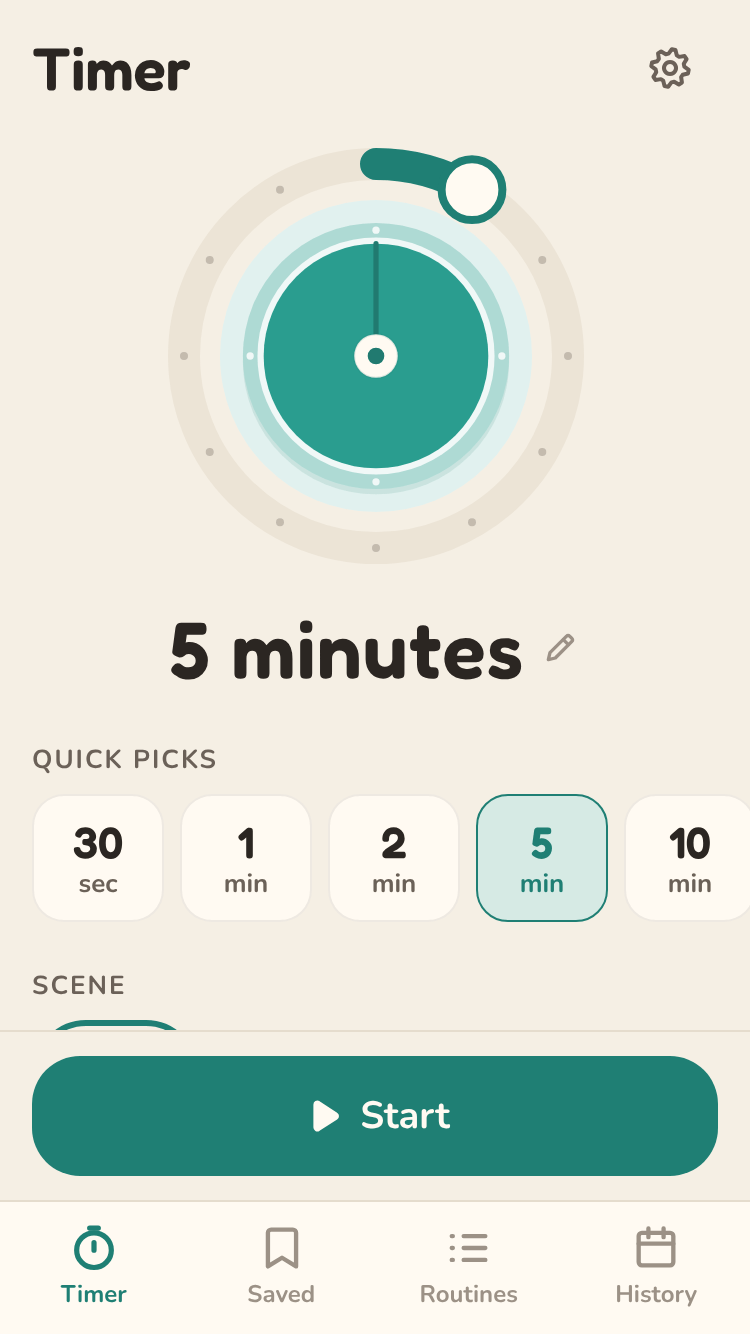 Timer
5 minutes
QUICK PICKS
30 sec
1 min
2 min
5 min
10 min
SCENE
Start
Timer
Saved
Routines
History